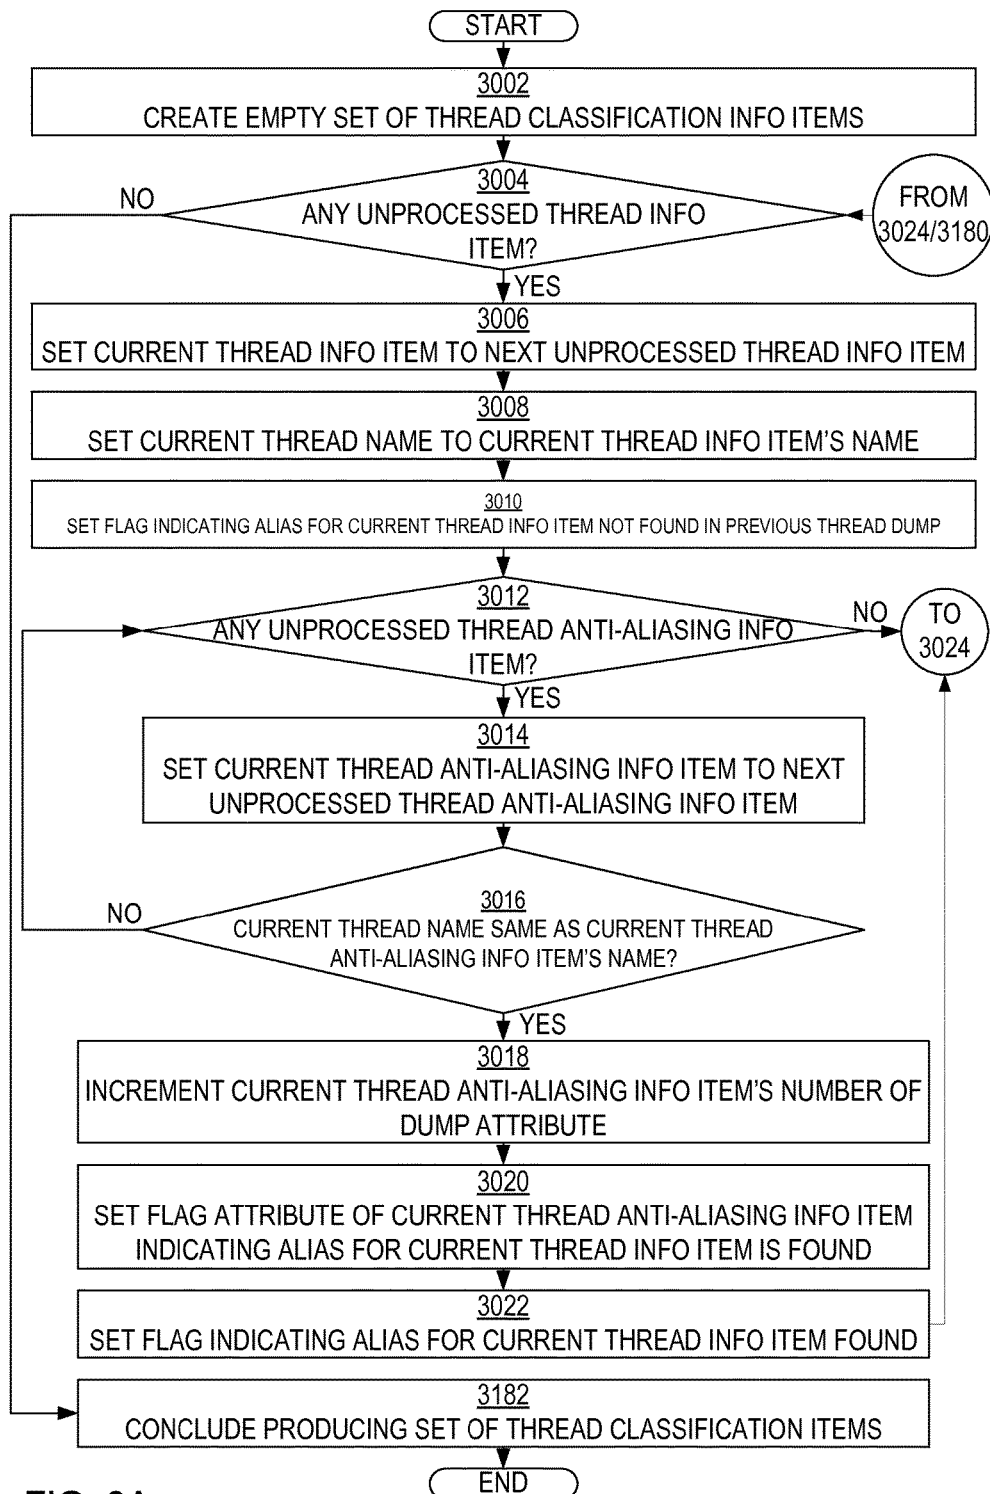 START
3002
CREATE EMPTY SET OF THREAD CLASSIFICATION INFO ITEMS
NO
3004
ANY UNPROCESSED THREAD INFO
ITEM?
FROM
3024/3180
YES
3006
SET CURRENT THREAD INFO ITEM TO NEXT UNPROCESSED THREAD INFO ITEM
3008
SET CURRENT THREAD NAME TO CURRENT THREAD INFO ITEM'S NAME
3010
SET FLAG INDICATING ALIAS FOR CURRENT THREAD INFO ITEM NOT FOUND IN PREVIOUS THREAD DUMP
3012
ANY UNPROCESSED THREAD ANTI-ALIASING INFO
ITEM?
NO
TO
3024
YES
3014
SET CURRENT THREAD ANTI-ALIASING INFO ITEM TO NEXT
UNPROCESSED THREAD ANTI-ALIASING INFO ITEM
NO
3016
CURRENT THREAD NAME SAME AS CURRENT THREAD
ANTI-ALIASING INFO ITEM'S NAME?
YES
3018
INCREMENT CURRENT THREAD ANTI-ALIASING INFO ITEM'S NUMBER OF
DUMP ATTRIBUTE
3020
SET FLAG ATTRIBUTE OF CURRENT THREAD ANTI-ALIASING INFO ITEM
INDICATING ALIAS FOR CURRENT THREAD INFO ITEM IS FOUND
3022
SET FLAG INDICATING ALIAS FOR CURRENT THREAD INFO ITEM FOUND
3182
CONCLUDE PRODUCING SET OF THREAD CLASSIFICATION ITEMS
END